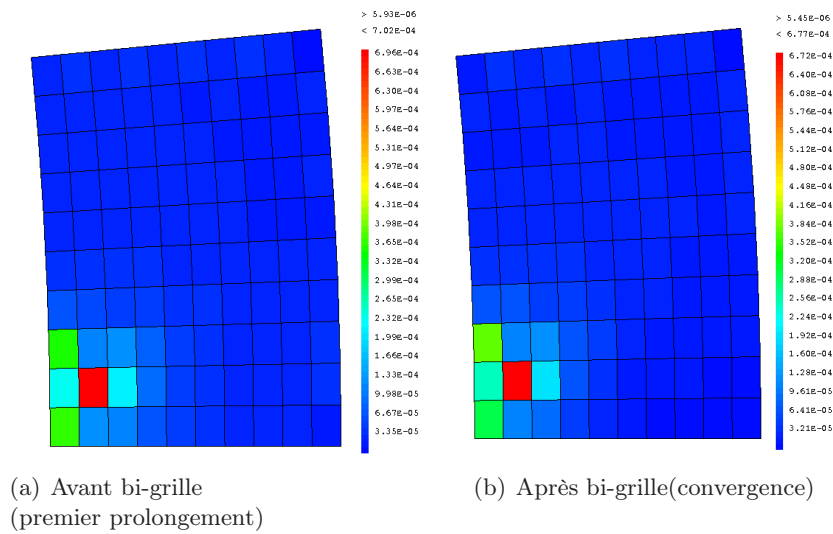 > 5.93E-06
< 7.02E-04
6.96E-04
6.63E-04
6.30E-04
5.97E-04
5.64E-04
5.31E-04
4.97E-04
4.64E-04
4.31E-04
3.98E-04
3.65E-04
3.32E-04
2.99E-04
2.65E-04
2.32E-04
1.99E-04
1.66E-04
1.33E-04
9.98E-05
6.67E-05
3.35E-05
> 5.45E-06
< 6.77E-04
6.72E-04
6.40E-04
6.08E-04
5.76E-04
5.44E-04
5.12E-04
4.80E-04
4.48E-04
4.16E-04
3.84E-04
3.52E-04
3.20E-04
2.88E-04
2.56E-04
2.24E-04
1.92E-04
1.60E-04
1.28E-04
9.61E-05
6.41E-05
3.21E-05
(a) Avant bi-grille
(premier prolongement)
(b) Après bi-grille(convergence)